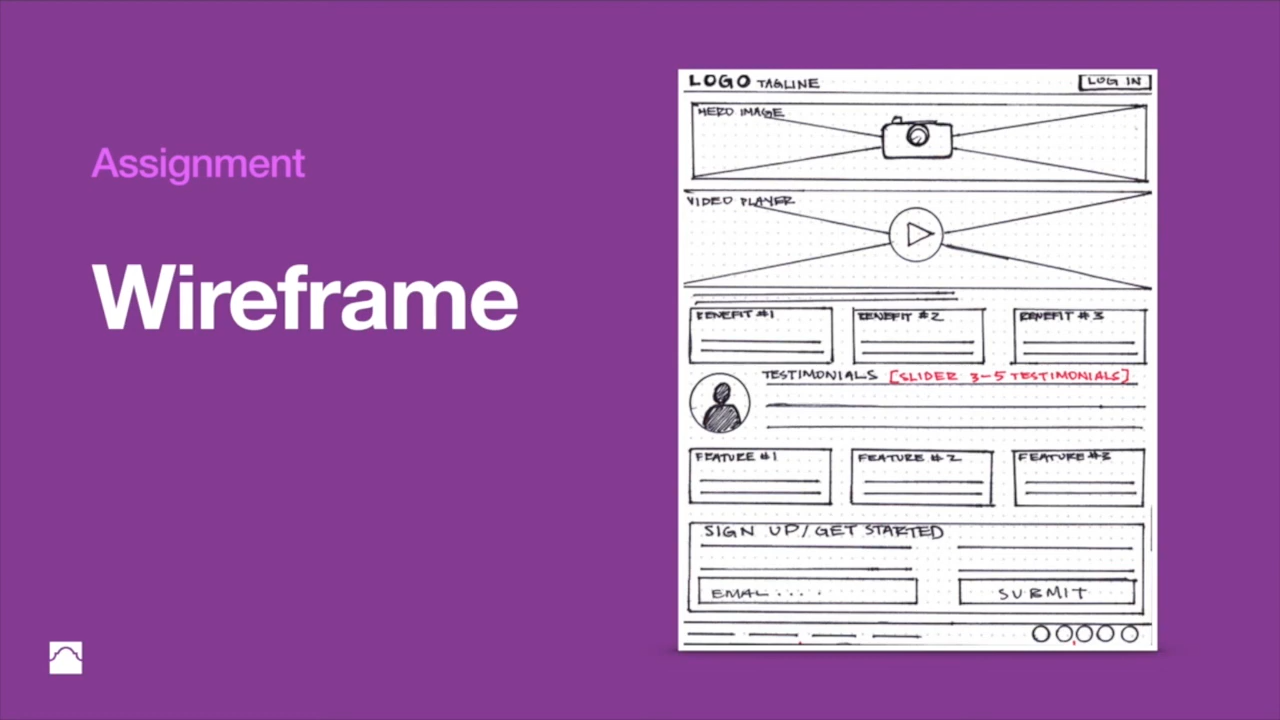 Assignment
Wireframe
LOGO TAGLINE
LOG IN
HERO IMAGE
VIDEO PLAYER
BENEFIT #1
BENEFIT #2
BENEFIT #3
TESTIMONIALS [SLIDER 3-5 TESTIMONIALS]
FEATURE #1
FEATURE #2
FEATURE #3
SIGN UP/GET STARTED
EMAL ....
SUBMIT